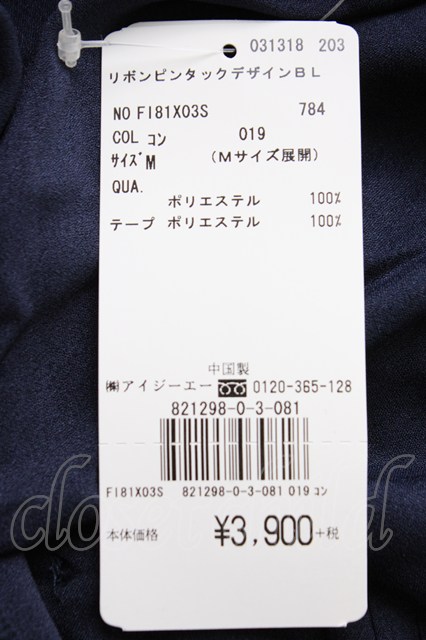 031318 203
リボンピンタックデザインBL
NO FI81X03S 784
COL コン 019
サイズ M (Mサイズ展開)
QUA.
ポリエステル 100%
テープ ポリエステル 100%
中国製
㈱アイジーエー 0120-365-128
821298-0-3-081
FI81X03S 821298-0-3-081 019 コン
本体価格 ¥3,900+税